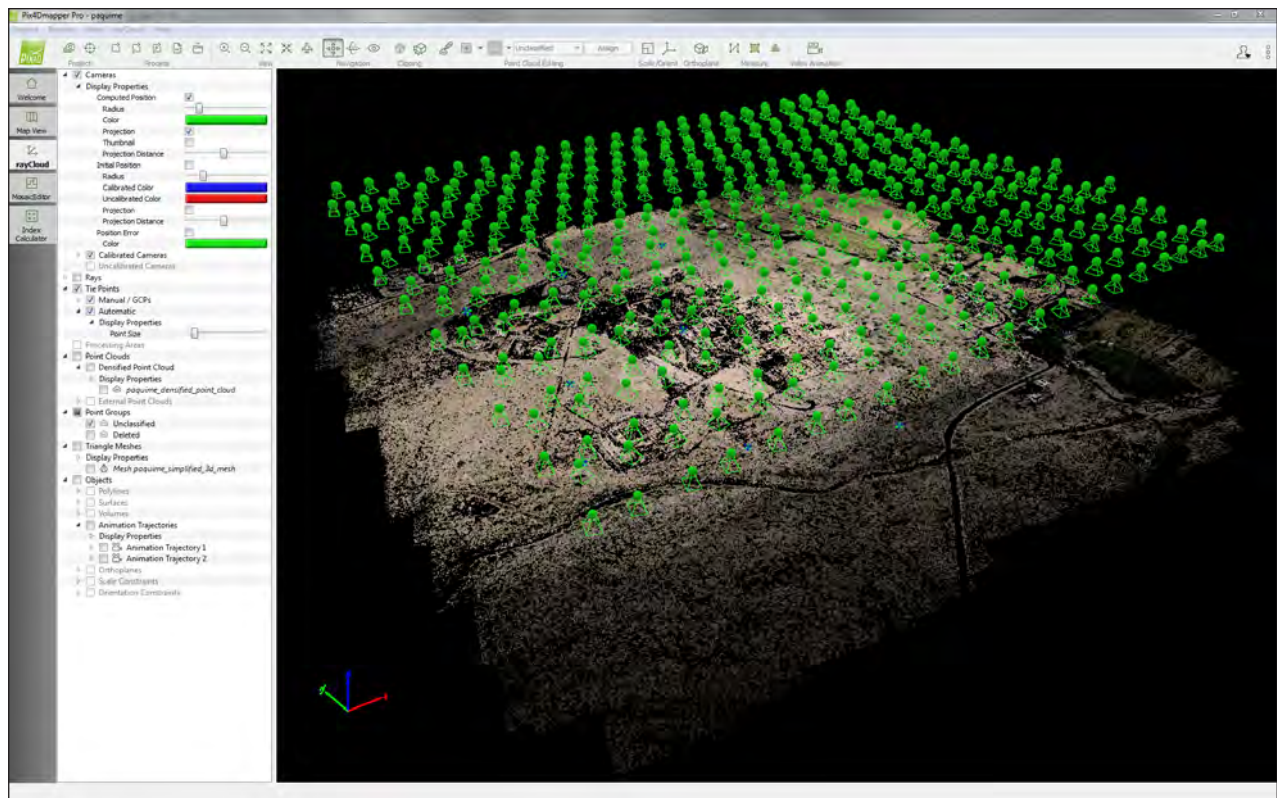 Pix4Dmapper Pro - paquime
Unclassified
Assign
Project
Process
View
Navigation
Clipping
Point Cloud Editing
Scale/Orient
Orthoplane
Measure
Video Animation
Welcome
Map View
rayCloud
MosaicEditor
Index
Calculator
Cameras
Display Properties
Computed Position
Radius
Color
Projection
Thumbnail
Projection Distance
Initial Position
Radius
Calibrated Color
Uncalibrated Color
Projection
Projection Distance
Position Error
Color
Calibrated Cameras
Uncalibrated Cameras
Rays
Tie Points
Manual / GCPs
Automatic
Display Properties
Point Size
Processing Areas
Point Clouds
Densified Point Cloud
Display Properties
paquime_densified_point_cloud
External Point Clouds
Point Groups
Unclassified
Deleted
Triangle Meshes
Display Properties
Mesh paquime_simplified_3d_mesh
Objects
Polylines
Surfaces
Volumes
Animation Trajectories
Display Properties
Animation Trajectory 1
Animation Trajectory 2
Orthoplanes
Scale Constraints
Orientation Constraints